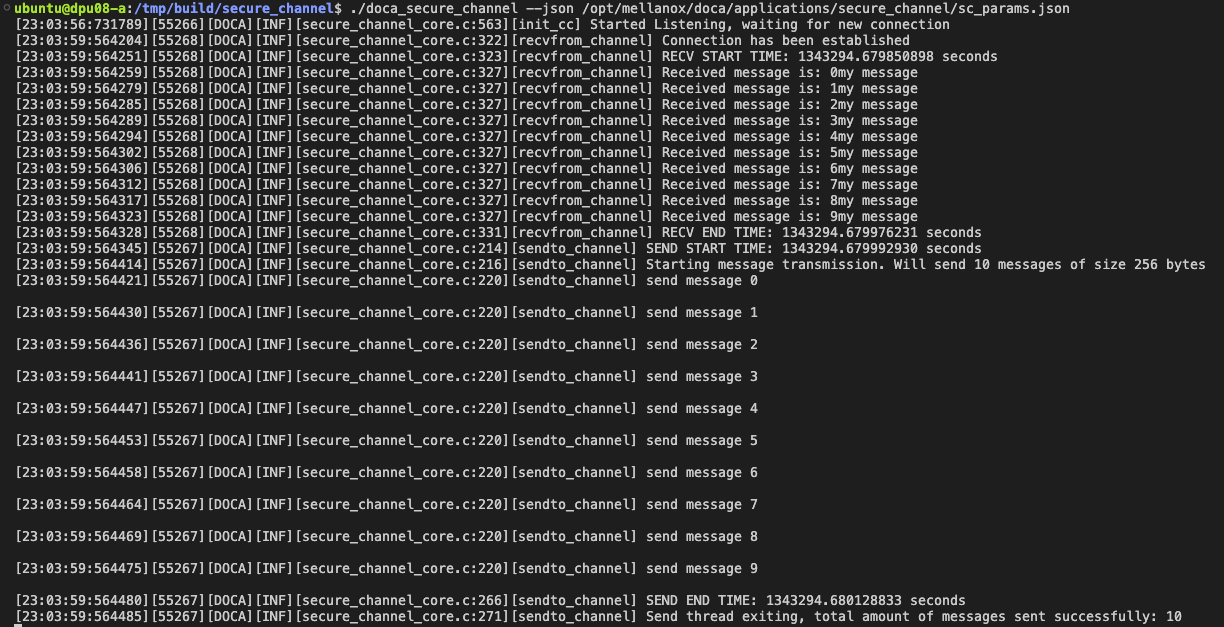 ubuntu@dpu08-a:/tmp/build/secure_channel$ ./doca_secure_channel --json /opt/mellanox/doca/applications/secure_channel/sc_params.json
[23:03:56:731789][55266][DOCA][INF][secure_channel_core.c:563][init_cc] Started Listening, waiting for new connection
[23:03:59:564204][55268][DOCA][INF][secure_channel_core.c:322][recvfrom_channel] Connection has been established
[23:03:59:564251][55268][DOCA][INF][secure_channel_core.c:323][recvfrom_channel] RECV START TIME: 1343294.679850898 seconds
[23:03:59:564259][55268][DOCA][INF][secure_channel_core.c:327][recvfrom_channel] Received message is: 0my message
[23:03:59:564279][55268][DOCA][INF][secure_channel_core.c:327][recvfrom_channel] Received message is: 1my message
[23:03:59:564285][55268][DOCA][INF][secure_channel_core.c:327][recvfrom_channel] Received message is: 2my message
[23:03:59:564289][55268][DOCA][INF][secure_channel_core.c:327][recvfrom_channel] Received message is: 3my message
[23:03:59:564294][55268][DOCA][INF][secure_channel_core.c:327][recvfrom_channel] Received message is: 4my message
[23:03:59:564302][55268][DOCA][INF][secure_channel_core.c:327][recvfrom_channel] Received message is: 5my message
[23:03:59:564306][55268][DOCA][INF][secure_channel_core.c:327][recvfrom_channel] Received message is: 6my message
[23:03:59:564312][55268][DOCA][INF][secure_channel_core.c:327][recvfrom_channel] Received message is: 7my message
[23:03:59:564317][55268][DOCA][INF][secure_channel_core.c:327][recvfrom_channel] Received message is: 8my message
[23:03:59:564323][55268][DOCA][INF][secure_channel_core.c:327][recvfrom_channel] Received message is: 9my message
[23:03:59:564328][55268][DOCA][INF][secure_channel_core.c:331][recvfrom_channel] RECV END TIME: 1343294.679976231 seconds
[23:03:59:564345][55267][DOCA][INF][secure_channel_core.c:214][sendto_channel] SEND START TIME: 1343294.679992930 seconds
[23:03:59:564414][55267][DOCA][INF][secure_channel_core.c:216][sendto_channel] Starting message transmission. Will send 10 messages of size 256 bytes
[23:03:59:564421][55267][DOCA][INF][secure_channel_core.c:220][sendto_channel] send message 0
[23:03:59:564430][55267][DOCA][INF][secure_channel_core.c:220][sendto_channel] send message 1
[23:03:59:564436][55267][DOCA][INF][secure_channel_core.c:220][sendto_channel] send message 2
[23:03:59:564441][55267][DOCA][INF][secure_channel_core.c:220][sendto_channel] send message 3
[23:03:59:564447][55267][DOCA][INF][secure_channel_core.c:220][sendto_channel] send message 4
[23:03:59:564453][55267][DOCA][INF][secure_channel_core.c:220][sendto_channel] send message 5
[23:03:59:564458][55267][DOCA][INF][secure_channel_core.c:220][sendto_channel] send message 6
[23:03:59:564464][55267][DOCA][INF][secure_channel_core.c:220][sendto_channel] send message 7
[23:03:59:564469][55267][DOCA][INF][secure_channel_core.c:220][sendto_channel] send message 8
[23:03:59:564475][55267][DOCA][INF][secure_channel_core.c:220][sendto_channel] send message 9
[23:03:59:564480][55267][DOCA][INF][secure_channel_core.c:266][sendto_channel] SEND END TIME: 1343294.680128833 seconds
[23:03:59:564485][55267][DOCA][INF][secure_channel_core.c:271][sendto_channel] Send thread exiting, total amount of messages sent successfully: 10